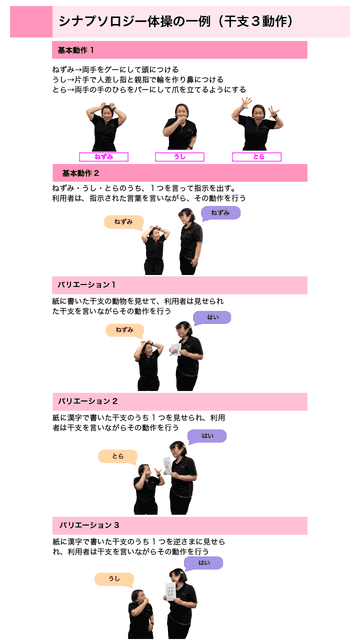 シナプソロジー体操の一例（干支３動作）
基本動作１
ねずみ→両手をグーにして頭につける
うし→片手で人差し指と親指で輪を作り鼻につける
とら→両手の手のひらをパーにして爪を立てるようにする
ねずみ
うし
とら
基本動作２
ねずみ・うし・とらのうち、１つを言って指示を出す。
利用者は、指示された言葉を言いながら、その動作を行う
ねずみ
ねずみ
バリエーション１
紙に書いた干支の動物を見せて、利用者は見せられ
た干支を言いながらその動作を行う
はい
ねずみ
バリエーション２
紙に漢字で書いた干支のうち１つを見せられ、利用
者は干支を言いながらその動作を行う
はい
とら
バリエーション３
紙に漢字で書いた干支のうち１つを逆さまに見せら
れ、利用者は干支を言いながらその動作を行う
はい
うし